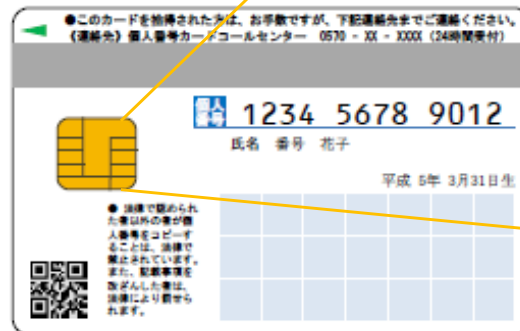 ●このカードを拾得された方は、お手数ですが、下記連絡先までご連絡ください。
《連絡先》個人番号カードコールセンター 0570 - XX - XXXX（24時間受付）
個人番号 1234 5678 9012
氏名 番号 花子
平成 5年 3月31日生
● 法律で認められ
た者以外の者が個
人番号をコピーす
ることは、法律で
禁止されています。
また、記載事項を
改ざんした者は、
法律により罰せら
れます。